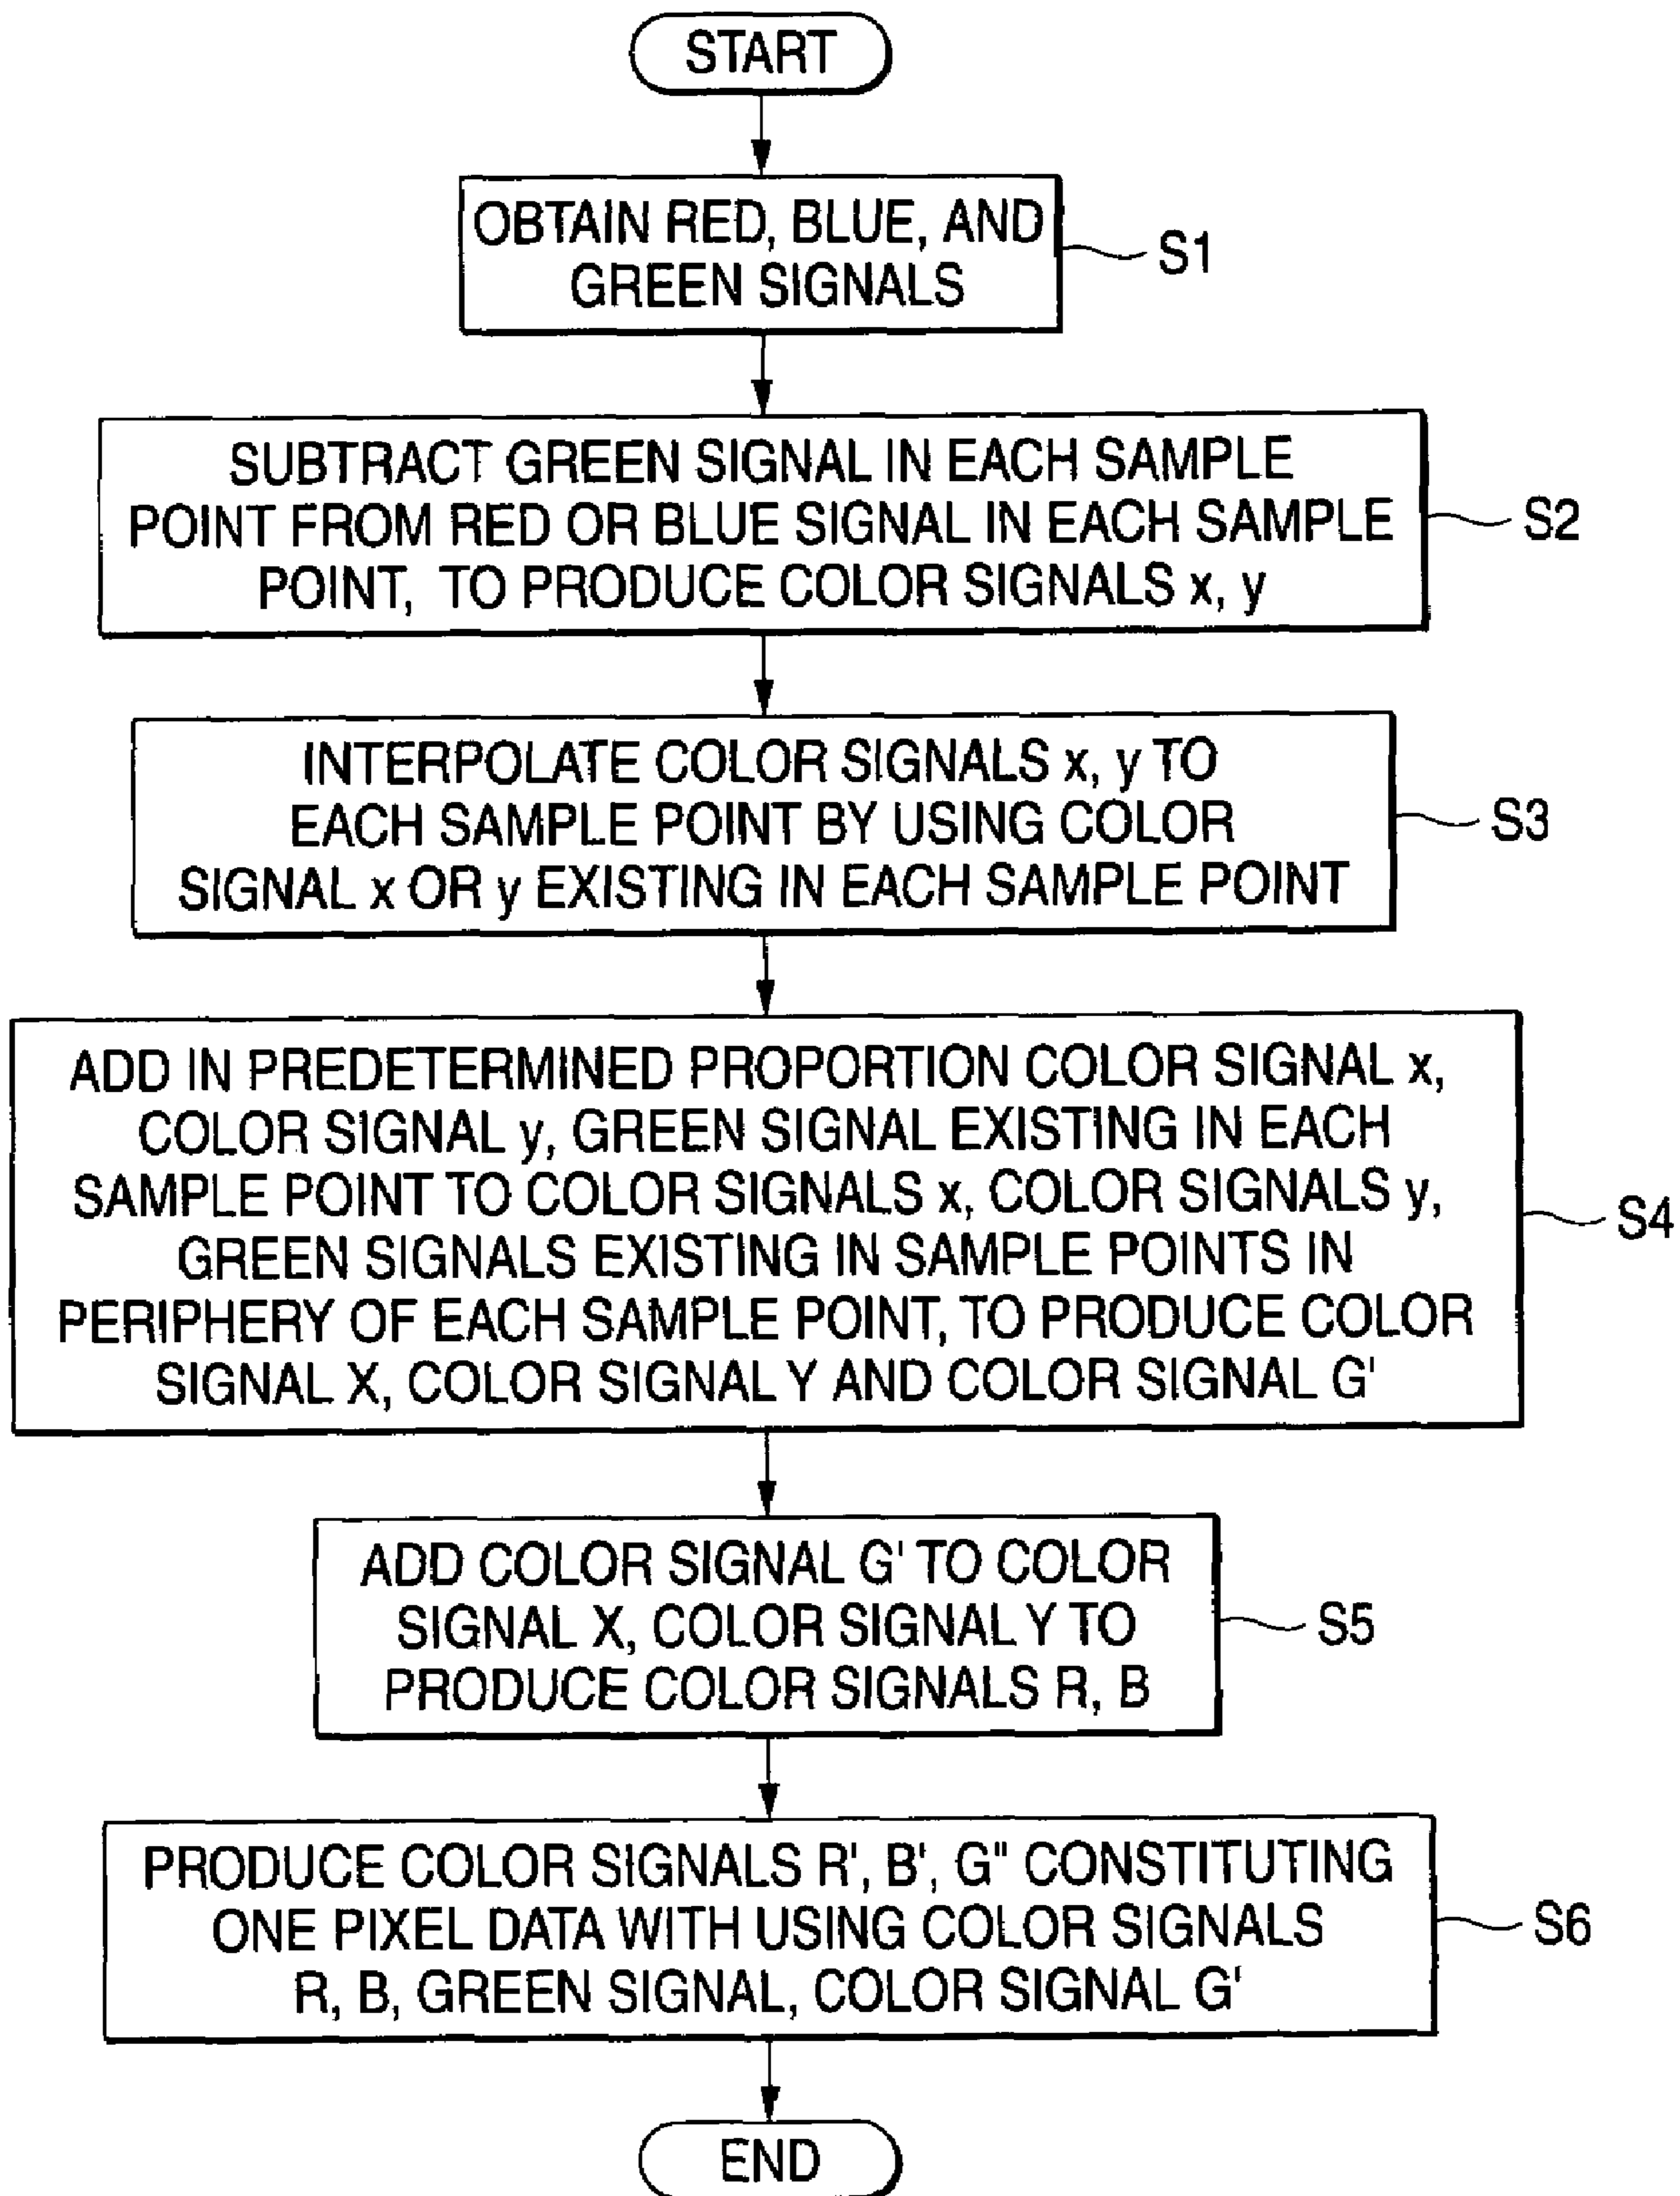 START
OBTAIN RED, BLUE, AND
GREEN SIGNALS
S1
SUBTRACT GREEN SIGNAL IN EACH SAMPLE
POINT FROM RED OR BLUE SIGNAL IN EACH SAMPLE
POINT, TO PRODUCE COLOR SIGNALS x, y
S2
INTERPOLATE COLOR SIGNALS x, y TO
EACH SAMPLE POINT BY USING COLOR
SIGNAL x OR y EXISTING IN EACH SAMPLE POINT
S3
ADD IN PREDETERMINED PROPORTION COLOR SIGNAL x,
COLOR SIGNAL y, GREEN SIGNAL EXISTING IN EACH
SAMPLE POINT TO COLOR SIGNALS x, COLOR SIGNALS y,
GREEN SIGNALS EXISTING IN SAMPLE POINTS IN
PERIPHERY OF EACH SAMPLE POINT, TO PRODUCE COLOR
SIGNAL X, COLOR SIGNAL Y AND COLOR SIGNAL G'
S4
ADD COLOR SIGNAL G' TO COLOR
SIGNAL X, COLOR SIGNAL Y TO
PRODUCE COLOR SIGNALS R, B
S5
PRODUCE COLOR SIGNALS R', B', G" CONSTITUTING
ONE PIXEL DATA WITH USING COLOR SIGNALS
R, B, GREEN SIGNAL, COLOR SIGNAL G'
S6
END